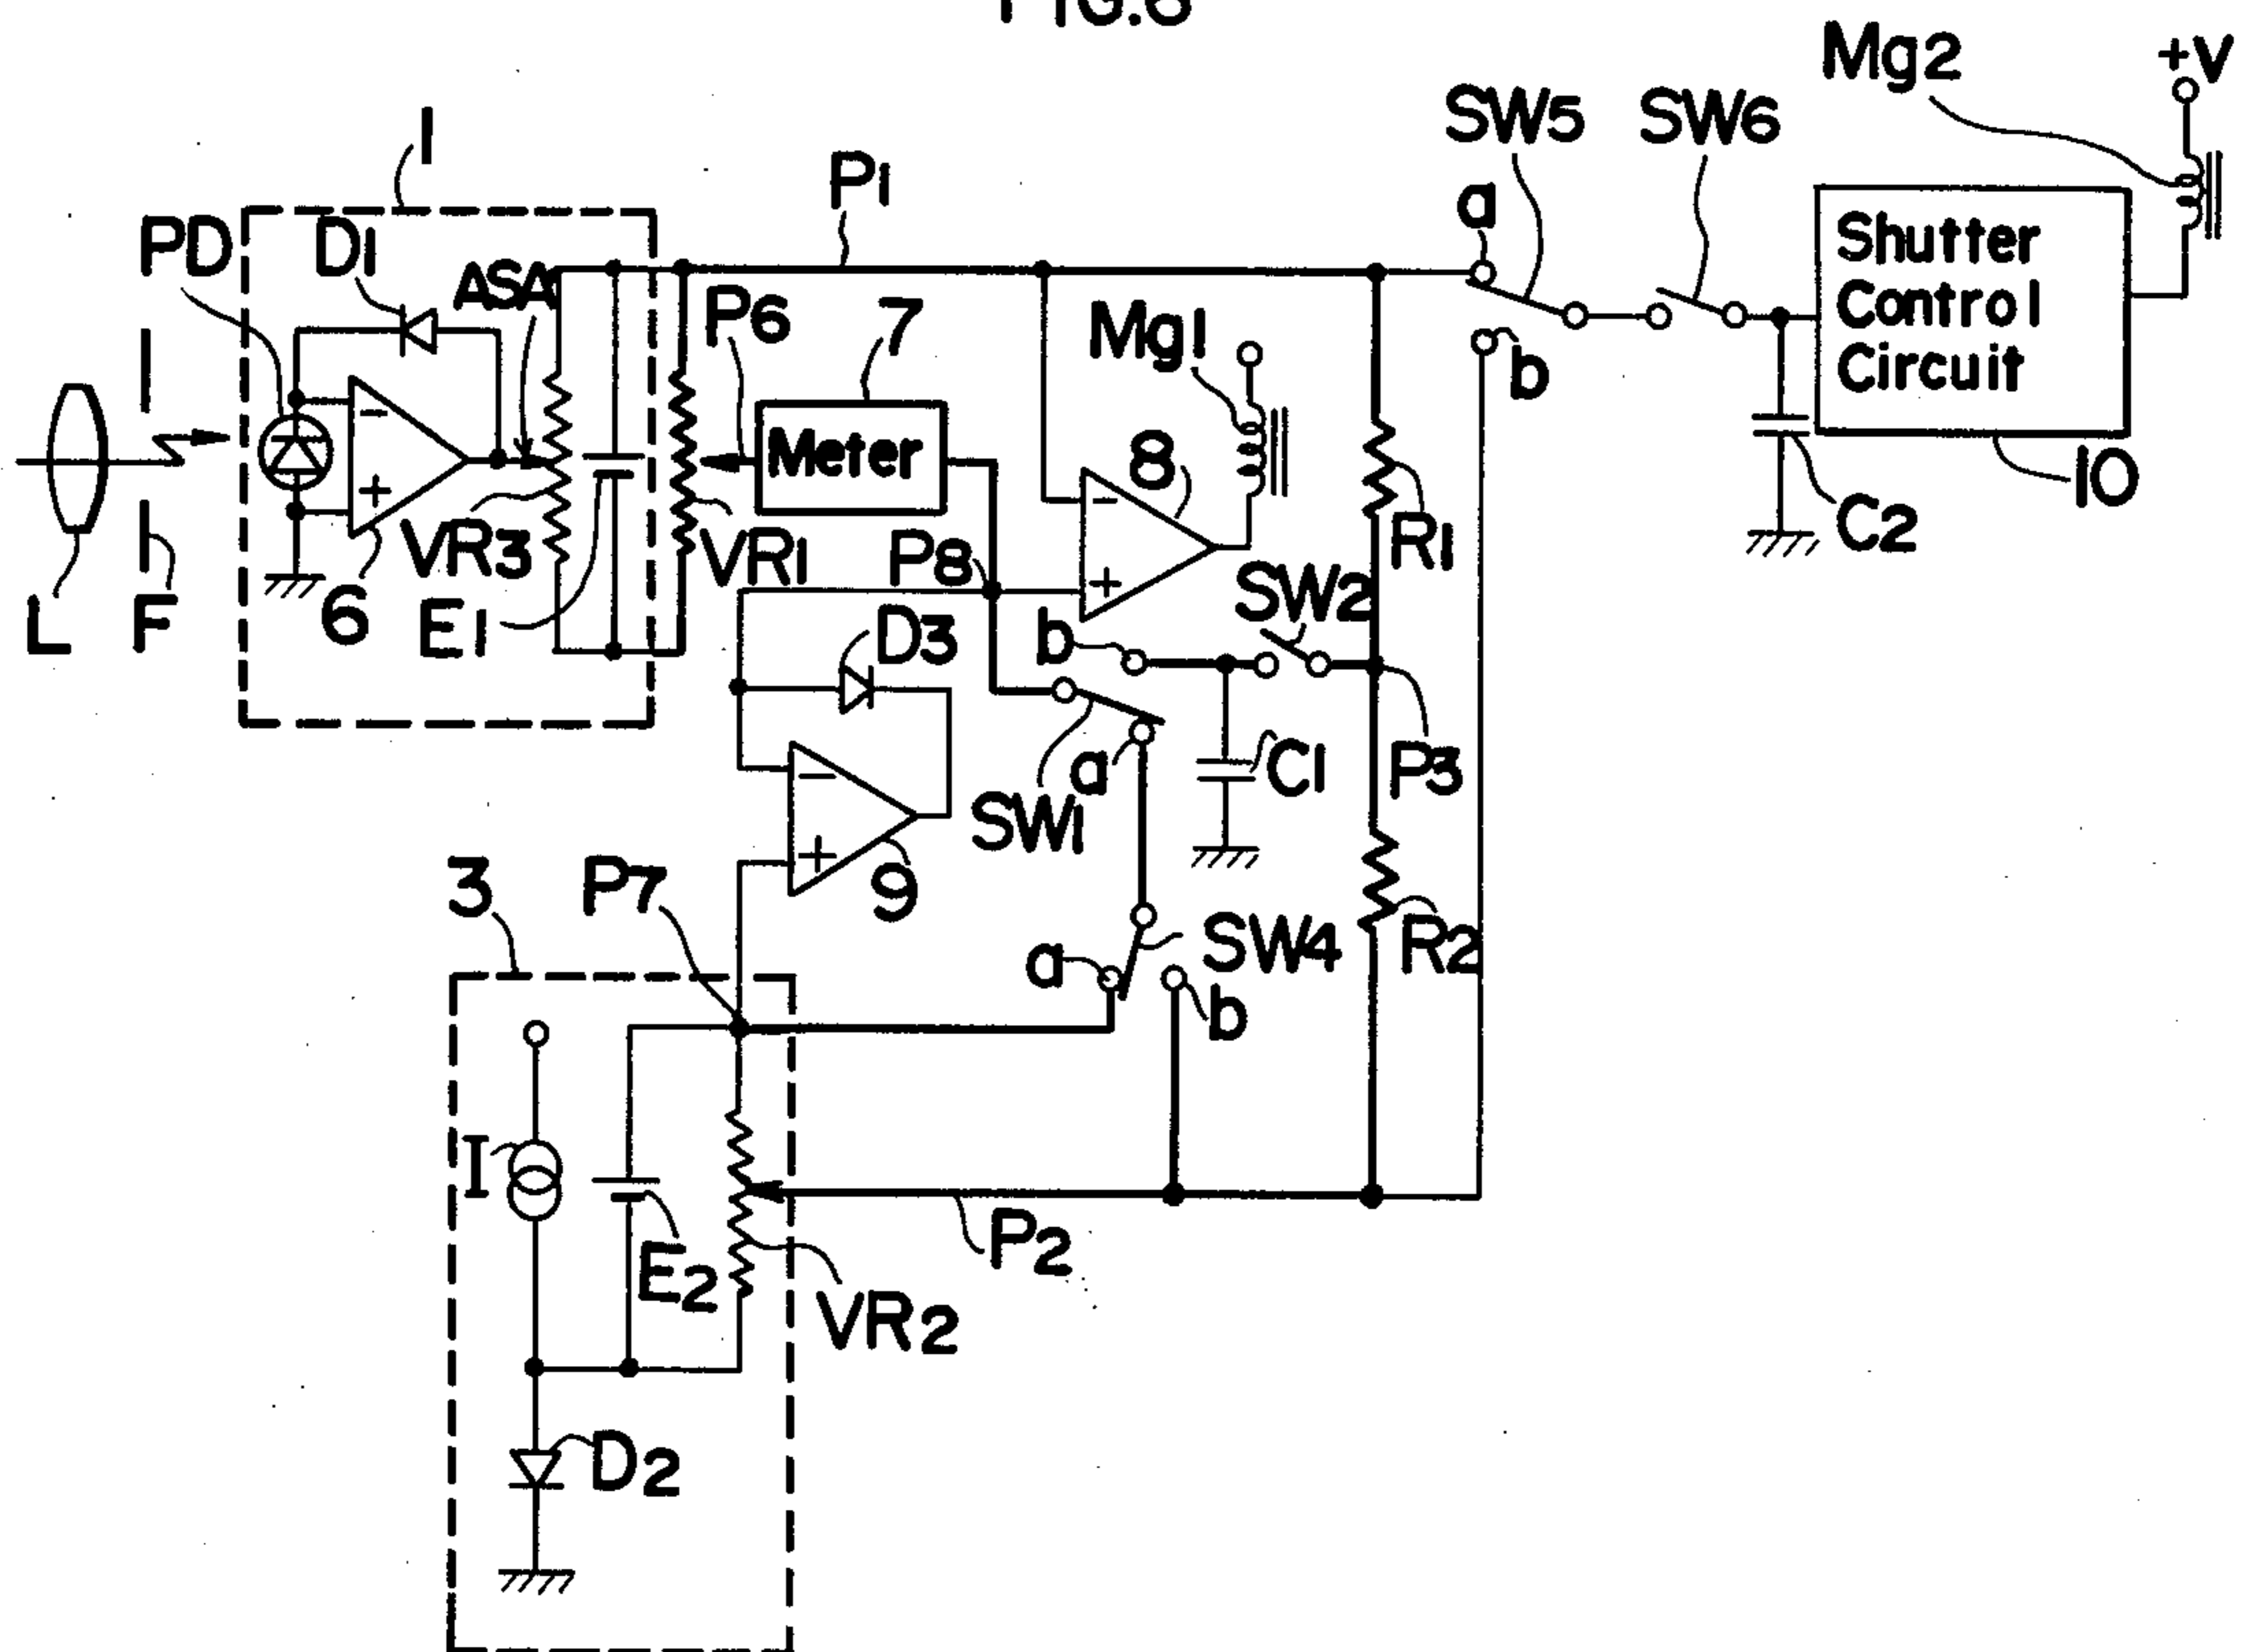 Mg2
+V
SW5
SW6
1
P1
a
PD
D1
ASA
P6
7
Mg1
Shutter
Control
Circuit
b
Meter
8
10
C2
R1
VR3
VR1
P8
SW2
L
F
6
E1
D3
b
a
C1
P3
SW1
3
P7
9
a
SW4
R2
b
I
E2
P2
VR2
D2